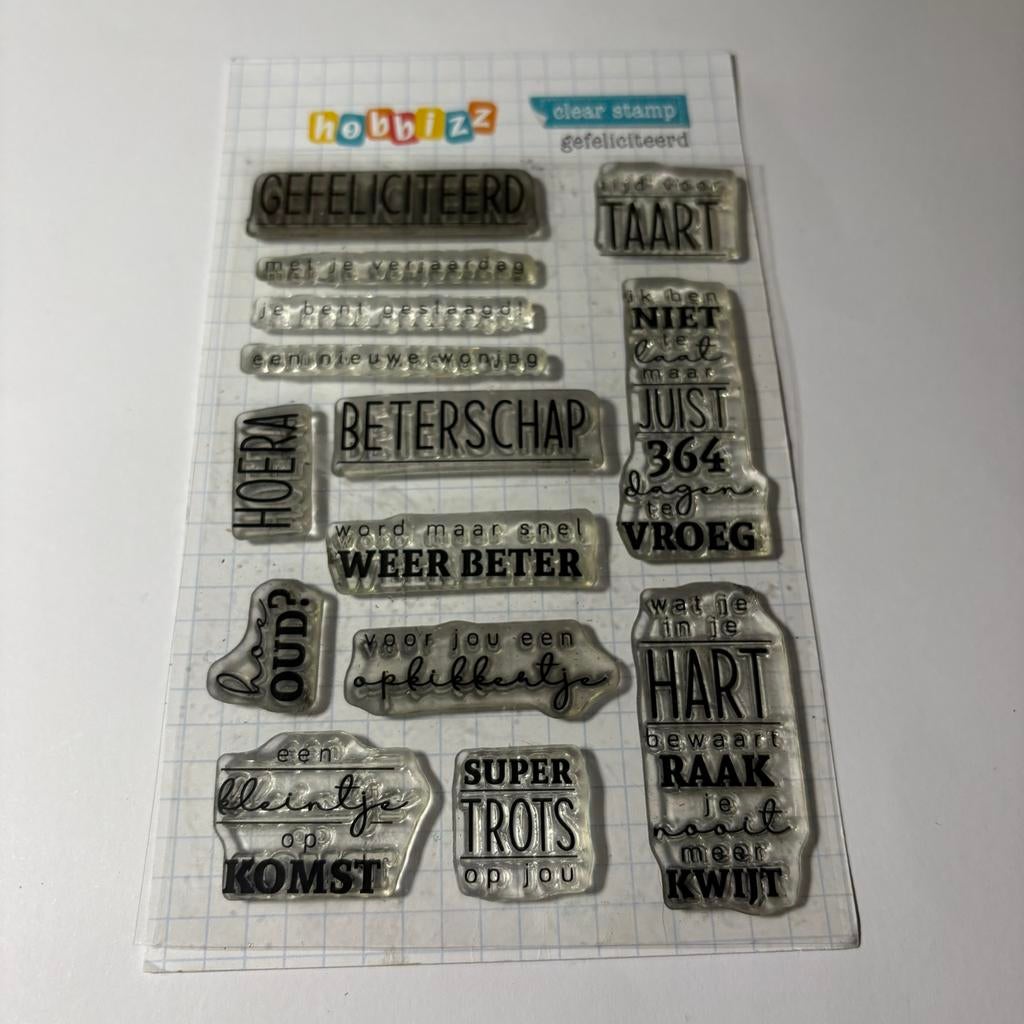 hobbizz
clear stamp
gefeliciteerd
GEFELICITEERD
met je verjaardag
je bent geslaagd!
een nieuwe woning
tijd voor
TAART
ik ben
NIET
te
laat
maar
JUIST
364
dagen
te
VROEG
HOERA
BETERSCHAP
word maar snel
WEER BETER
hoe
OUD?
voor jou een
opkikkertje
wat je
in je
HART
bewaart
RAAK
je
nooit
meer
KWIJT
een
kleintje
op
KOMST
SUPER
TROTS
op jou